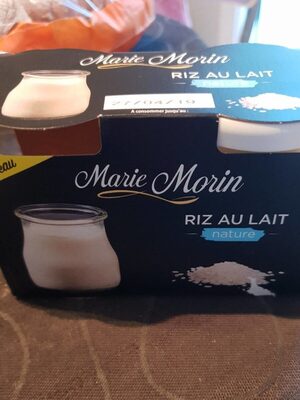 Marie Morin
RIZ AU LAIT
nature
27/04/19
A consommer jusqu'au :
Marie Morin
RIZ AU LAIT
nature